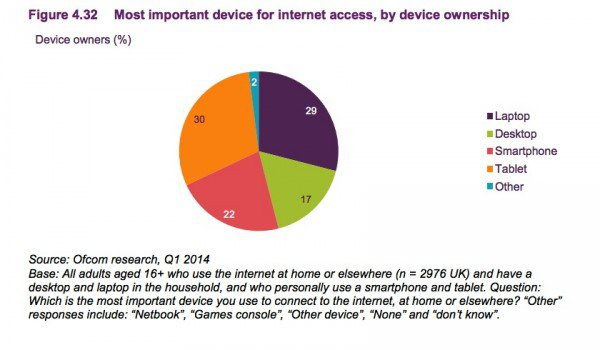 Figure 4.32 Most important device for internet access, by device ownership
Device owners (%)
2
29
30
17
22
Laptop
Desktop
Smartphone
Tablet
Other
Source: Ofcom research, Q1 2014
Base: All adults aged 16+ who use the internet at home or elsewhere (n = 2976 UK) and have a
desktop and laptop in the household, and who personally use a smartphone and tablet. Question:
Which is the most important device you use to connect to the internet, at home or elsewhere? “Other”
responses include: “Netbook”, “Games console”, “Other device”, “None” and “don’t know”.